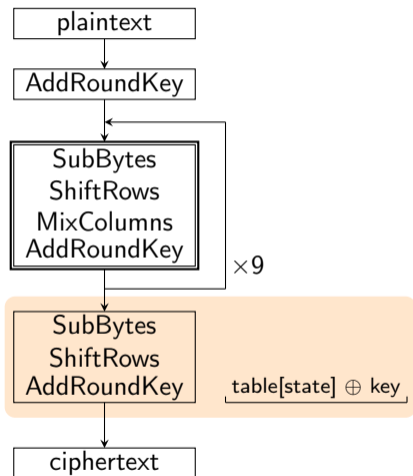 plaintext
AddRoundKey
SubBytes
ShiftRows
MixColumns
AddRoundKey
×9
SubBytes
ShiftRows
AddRoundKey
table[state] ⊕ key
ciphertext